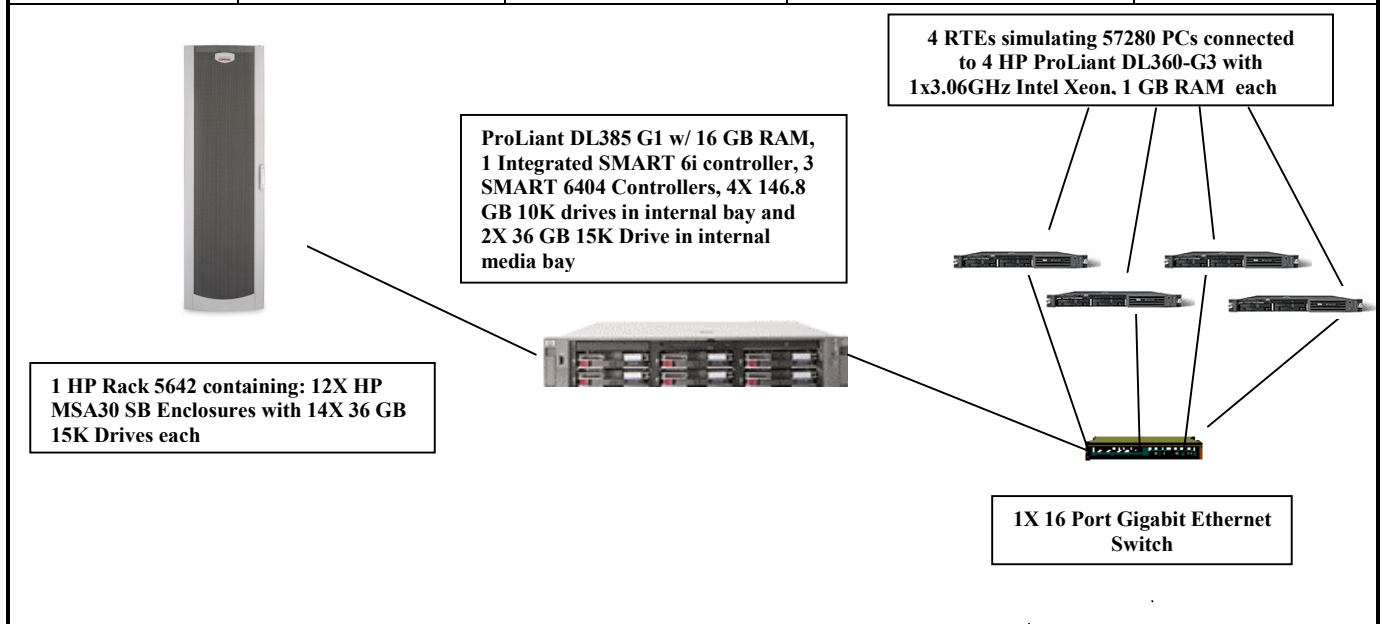 4 RTEs simulating 57280 PCs connected
to 4 HP ProLiant DL360-G3 with
1x3.06GHz Intel Xeon, 1 GB RAM each
ProLiant DL385 G1 w/ 16 GB RAM,
1 Integrated SMART 6i controller, 3
SMART 6404 Controllers, 4X 146.8
GB 10K drives in internal bay and
2X 36 GB 15K Drive in internal
media bay
1 HP Rack 5642 containing: 12X HP
MSA30 SB Enclosures with 14X 36 GB
15K Drives each
1X 16 Port Gigabit Ethernet
Switch